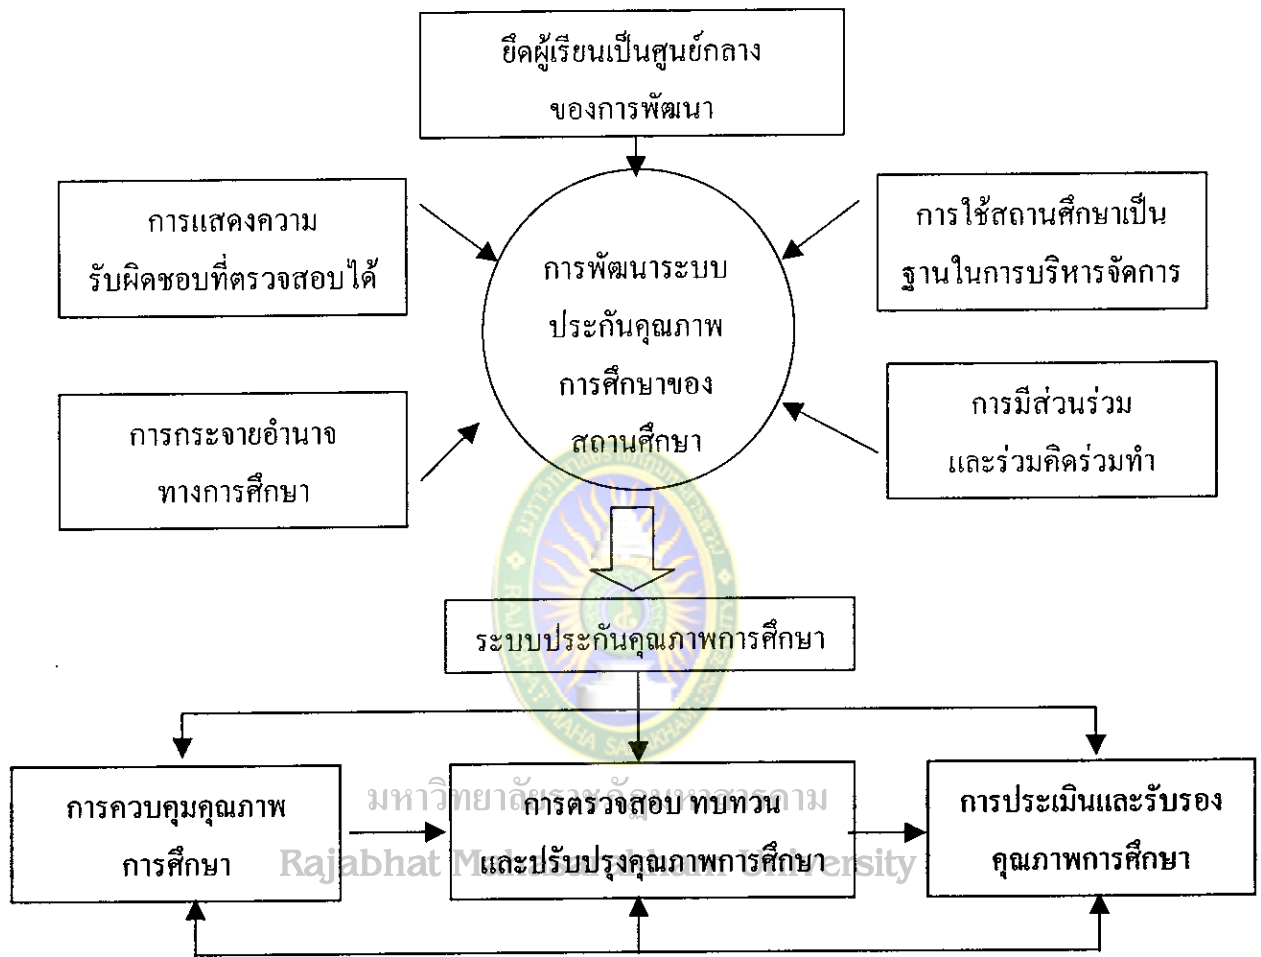 ยึดผู้เรียนเป็นศูนย์กลาง
ของการพัฒนา
การแสดงความ
รับผิดชอบที่ตรวจสอบได้
การใช้สถานศึกษาเป็น
ฐานในการบริหารจัดการ
การพัฒนาระบบ
ประกันคุณภาพ
การศึกษาของ
สถานศึกษา
การกระจายอำนาจ
ทางการศึกษา
การมีส่วนร่วม
และร่วมคิดร่วมทำ
ระบบประกันคุณภาพการศึกษา
การควบคุมคุณภาพ
การศึกษา
การตรวจสอบ ทบทวน
และปรับปรุงคุณภาพการศึกษา
การประเมินและรับรอง
คุณภาพการศึกษา
มหาวิทยาลัยราชภัฏมหาสารคาม
Rajabhat Mahasarakham University